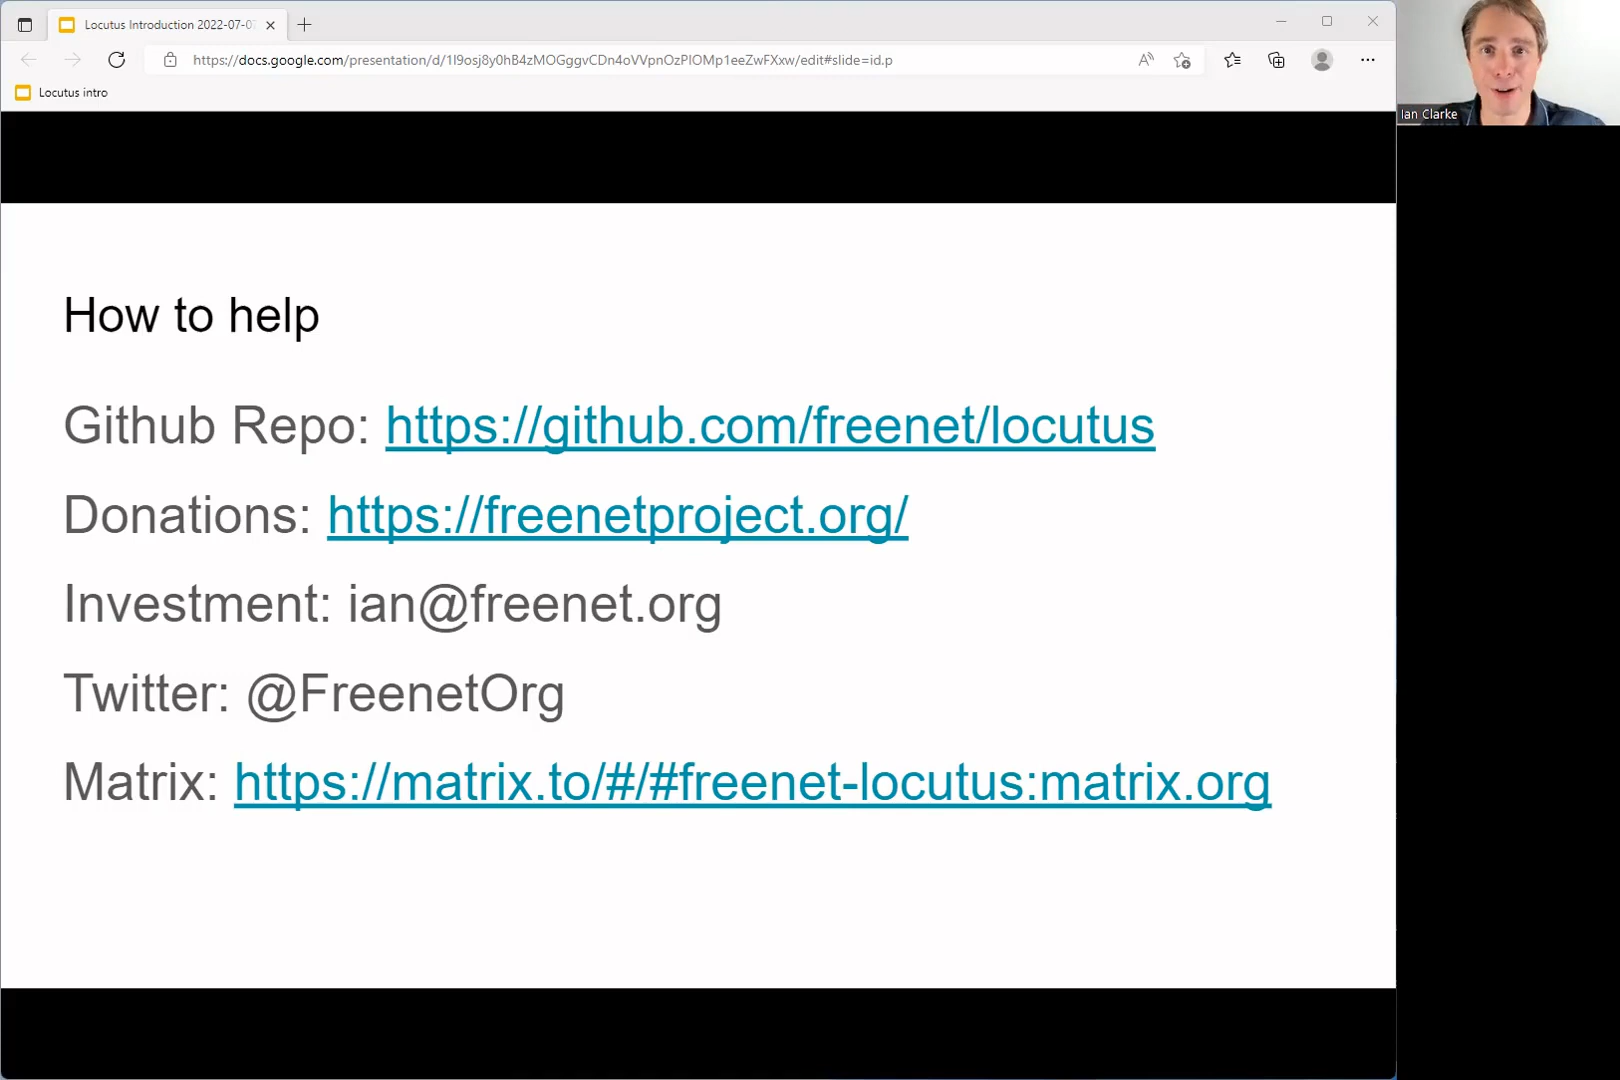 Locutus Introduction 2022-07-07
https://docs.google.com/presentation/d/1l9osj8y0hB4zMOGggvCDn4oVVpnOzPlOMp1eeZwFXxw/edit#slide=id.p
Locutus intro
Ian Clarke
How to help
Github Repo: https://github.com/freenet/locutus
Donations: https://freenetproject.org/
Investment: ian@freenet.org
Twitter: @FreenetOrg
Matrix: https://matrix.to/#/#freenet-locutus:matrix.org